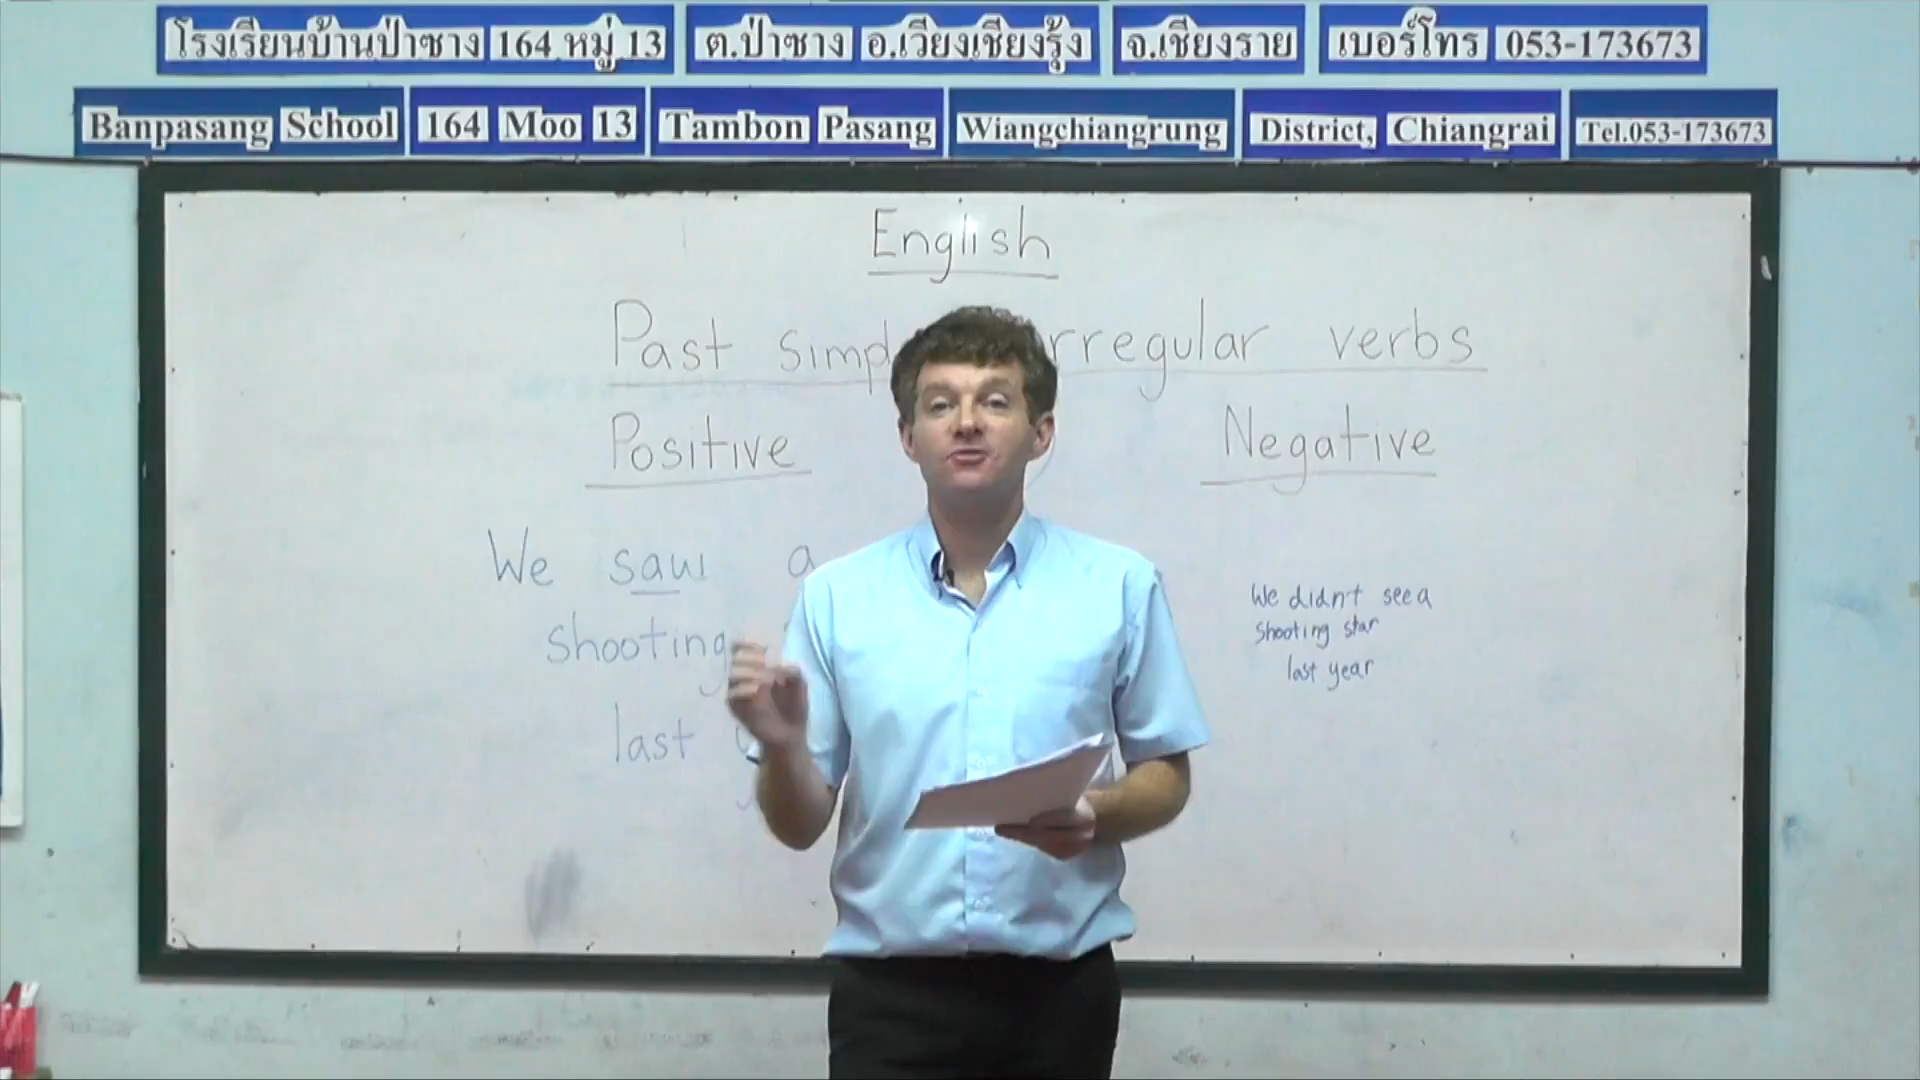 โรงเรียนบ้านป่าซาง 164 หมู่ 13 ต.ป่าซาง อ.เวียงเชียงรุ้ง จ.เชียงราย เบอร์โทร 053-173673
Banpasang School 164 Moo 13 Tambon Pasang Wiangchiangrung District, Chiangrai Tel.053-173673
English
Past simp rregular verbs
Positive
Negative
We saw a
shooting
last
We didn't see a
shooting star
last year